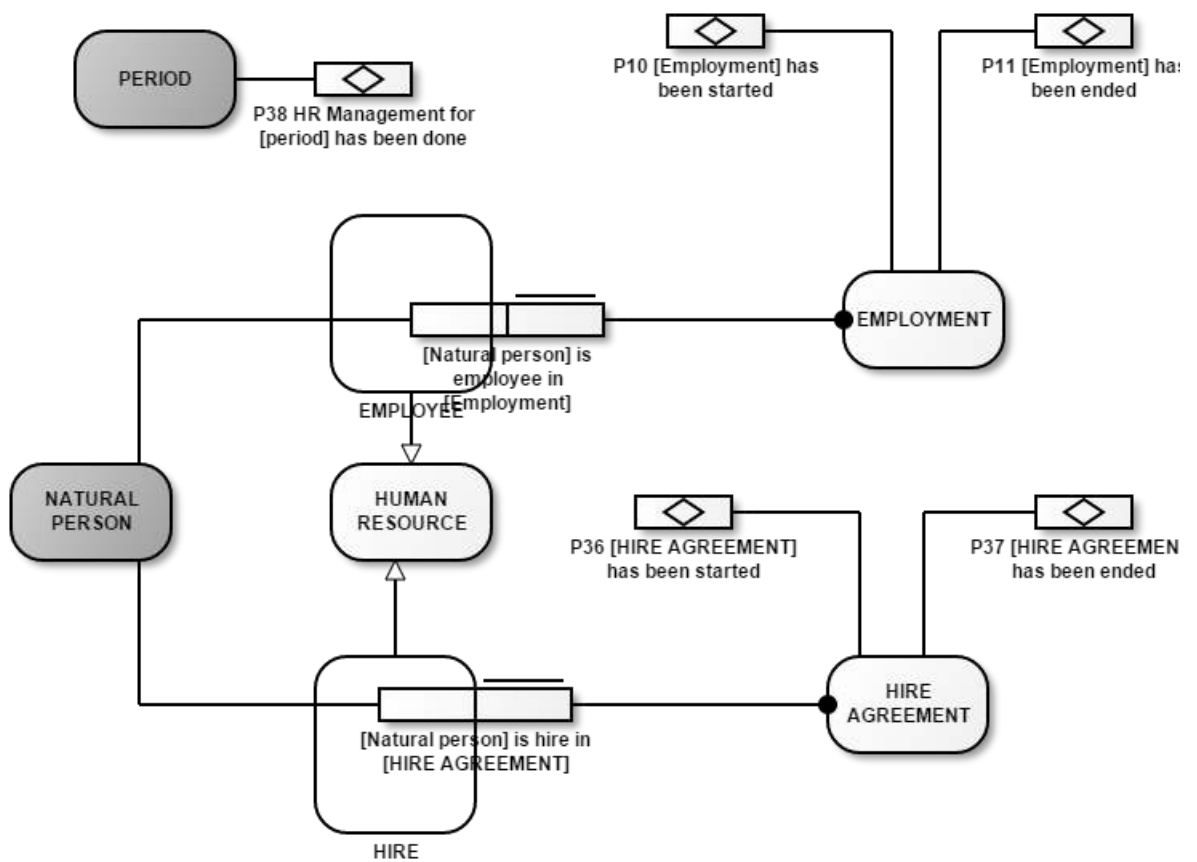 PERIOD
P38 HR Management for
[period] has been done
P10 [Employment] has
been started
P11 [Employment] has
been ended
EMPLOYMENT
[Natural person] is
employee in
[Employment]
EMPLOYEE
NATURAL
PERSON
HUMAN
RESOURCE
P36 [HIRE AGREEMENT]
has been started
P37 [HIRE AGREEMEN
has been ended
HIRE
AGREEMENT
[Natural person] is hire in
[HIRE AGREEMENT]
HIRE